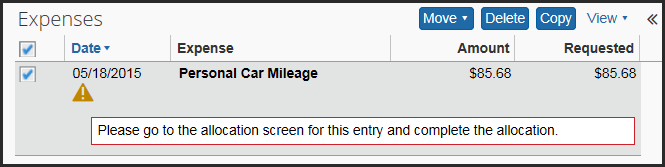 Expenses Move Delete Copy View
Date Expense Amount Requested
05/18/2015 Personal Car Mileage $85.68 $85.68
Please go to the allocation screen for this entry and complete the allocation.